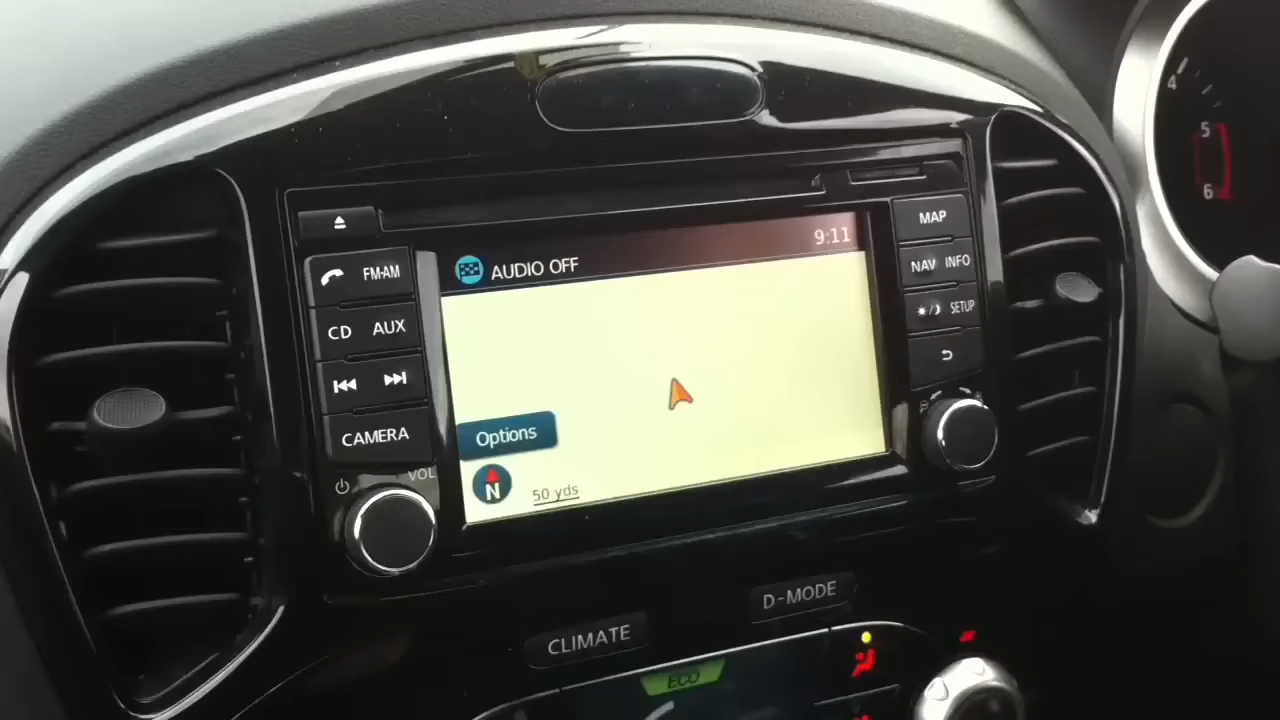 4
5
6
MAP
9:11
FM·AM
AUDIO OFF
NAV INFO
CD AUX
SETUP
CAMERA
Options
VOL
N
50 yds
D-MODE
CLIMATE
ECO